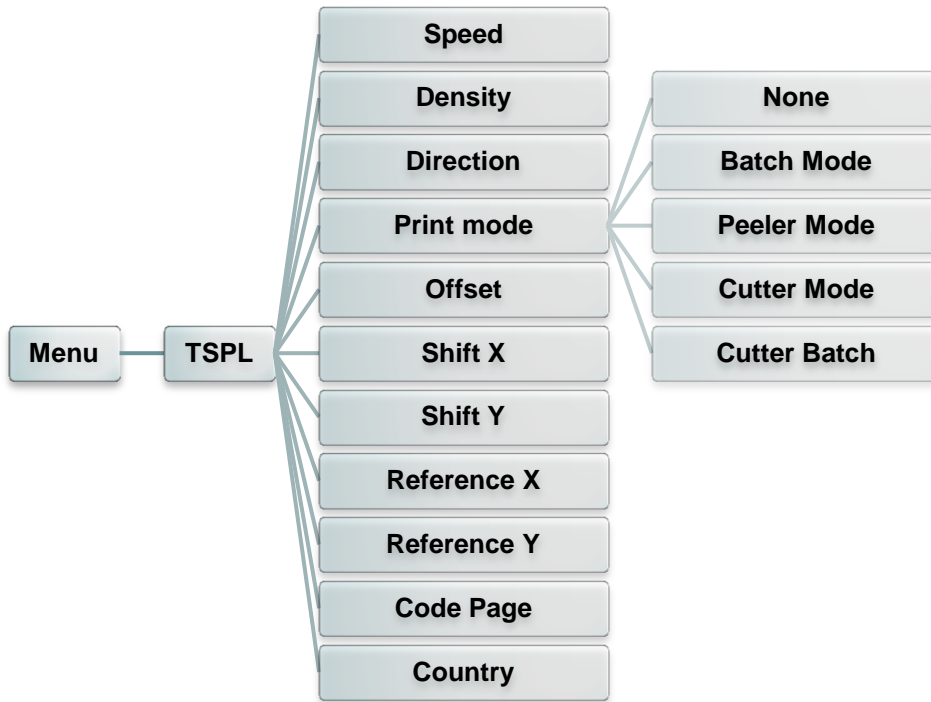 Menu
TSPL
Speed
Density
Direction
Print mode
Offset
Shift X
Shift Y
Reference X
Reference Y
Code Page
Country
None
Batch Mode
Peeler Mode
Cutter Mode
Cutter Batch